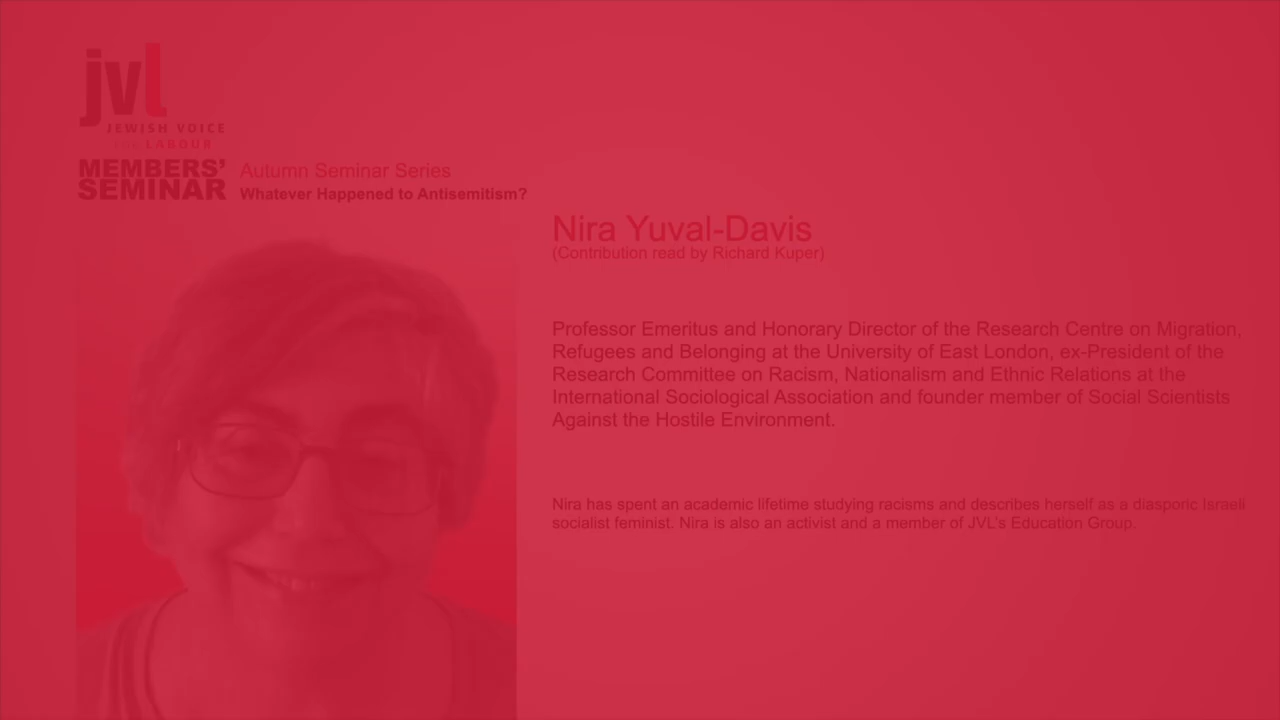 jvl
JEWISH VOICE
FOR LABOUR
MEMBERS'
SEMINAR
Autumn Seminar Series
Whatever Happened to Antisemitism?
Nira Yuval-Davis
(Contribution read by Richard Kuper)
Professor Emeritus and Honorary Director of the Research Centre on Migration,
Refugees and Belonging at the University of East London, ex-President of the
Research Committee on Racism, Nationalism and Ethnic Relations at the
International Sociological Association and founder member of Social Scientists
Against the Hostile Environment.
Nira has spent an academic lifetime studying racisms and describes herself as a diasporic Israeli
socialist feminist. Nira is also an activist and a member of JVL's Education Group.